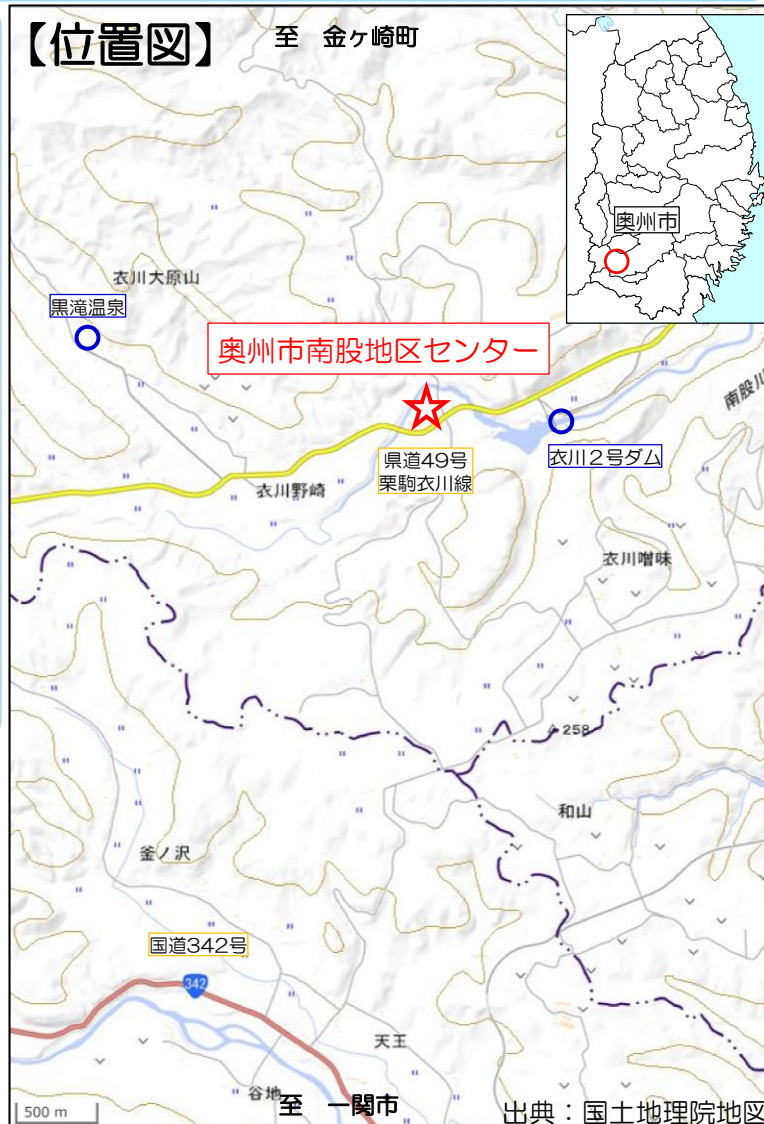 【位置図】
至 金ヶ崎町
奥州市
衣川大原山
黒滝温泉
奥州市南股地区センター
南股川
県道49号
栗駒衣川線
衣川2号ダム
衣川野崎
衣川噌味
258
和山
釜ノ沢
国道342号
342
天王
谷地
至 一関市
500 m
出典：国土地理院地図